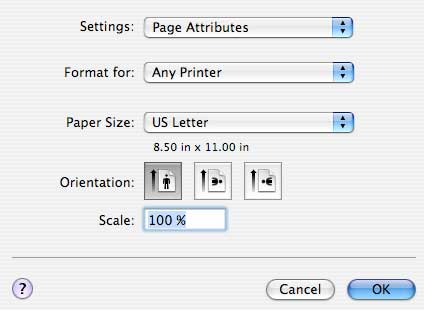 Settings: Page Attributes
Format for: Any Printer
Paper Size: US Letter
8.50 in x 11.00 in
Orientation:
Scale: 100 %
? Cancel OK